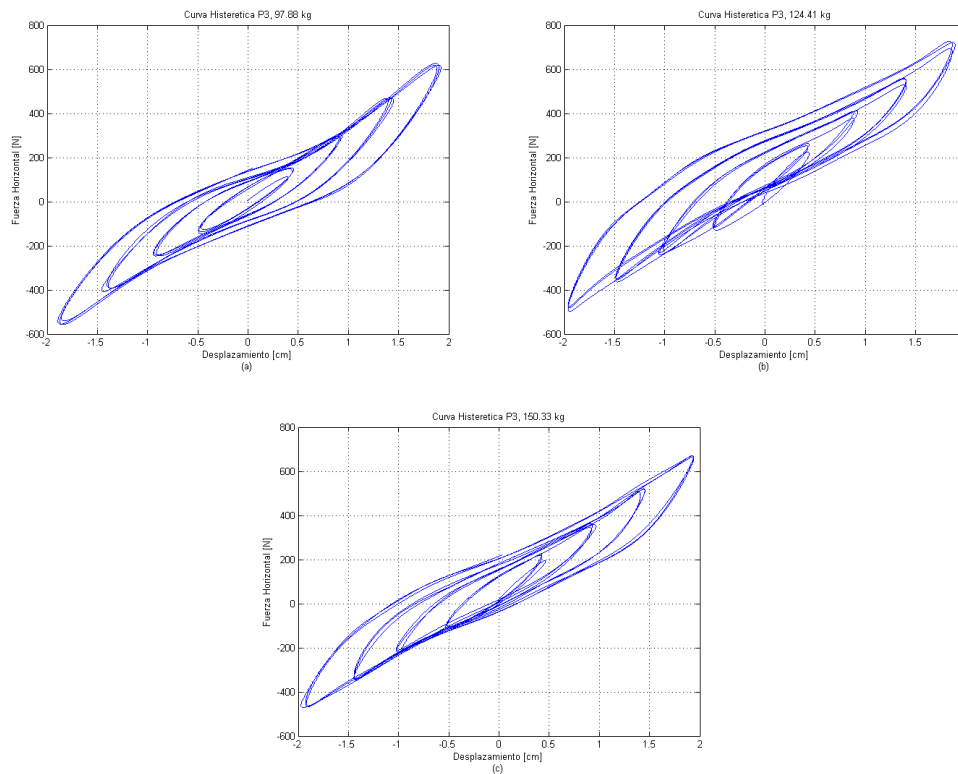 Curva Histeretica P3, 97.88 kg
800
600
400
200
0
-200
-400
-600
Fuerza Horizontal [N]
-2 -1.5 -1 -0.5 0 0.5 1 1.5 2
Desplazamiento [cm]
(a)
Curva Histeretica P3, 124.41 kg
800
600
400
200
0
-200
-400
-600
Fuerza Horizontal [N]
-2 -1.5 -1 -0.5 0 0.5 1 1.5
Desplazamiento [cm]
(b)
Curva Histeretica P3, 150.33 kg
800
600
400
200
0
-200
-400
-600
Fuerza Horizontal [N]
-2 -1.5 -1 -0.5 0 0.5 1 1.5 2
Desplazamiento [cm]
(c)